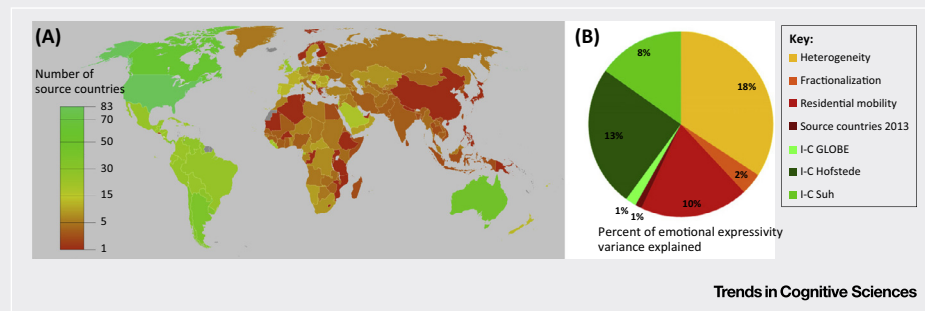 (A)
Number of
source countries
83
70
50
30
15
5
1
(B)
8%
18%
13%
2%
10%
1%
1%
Percent of emotional expressivity
variance explained
Key:
Heterogeneity
Fractionalization
Residential mobility
Source countries 2013
I-C GLOBE
I-C Hofstede
I-C Suh
Trends in Cognitive Sciences